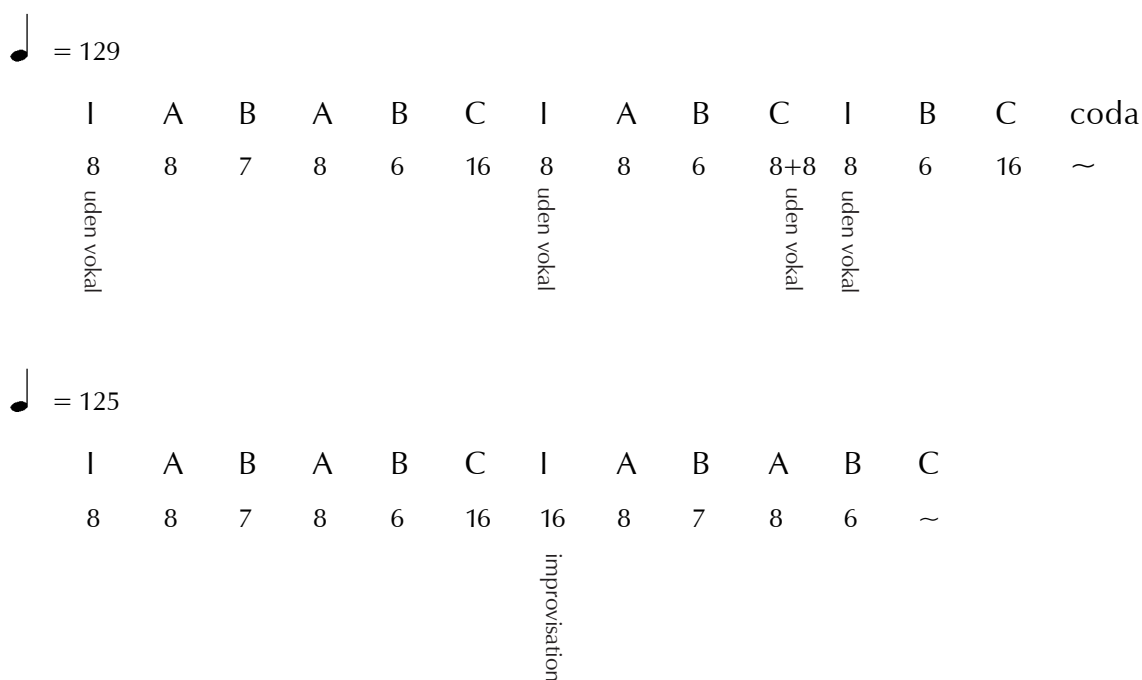 = 129
I A B A B C I A B C I B C coda
8 8 7 8 6 16 8 8 6 8+8 8 6 16 ~
uden vokal uden vokal uden vokal uden vokal
= 125
I A B A B C I A B A B C
8 8 7 8 6 16 16 8 7 8 6 ~
improvisation